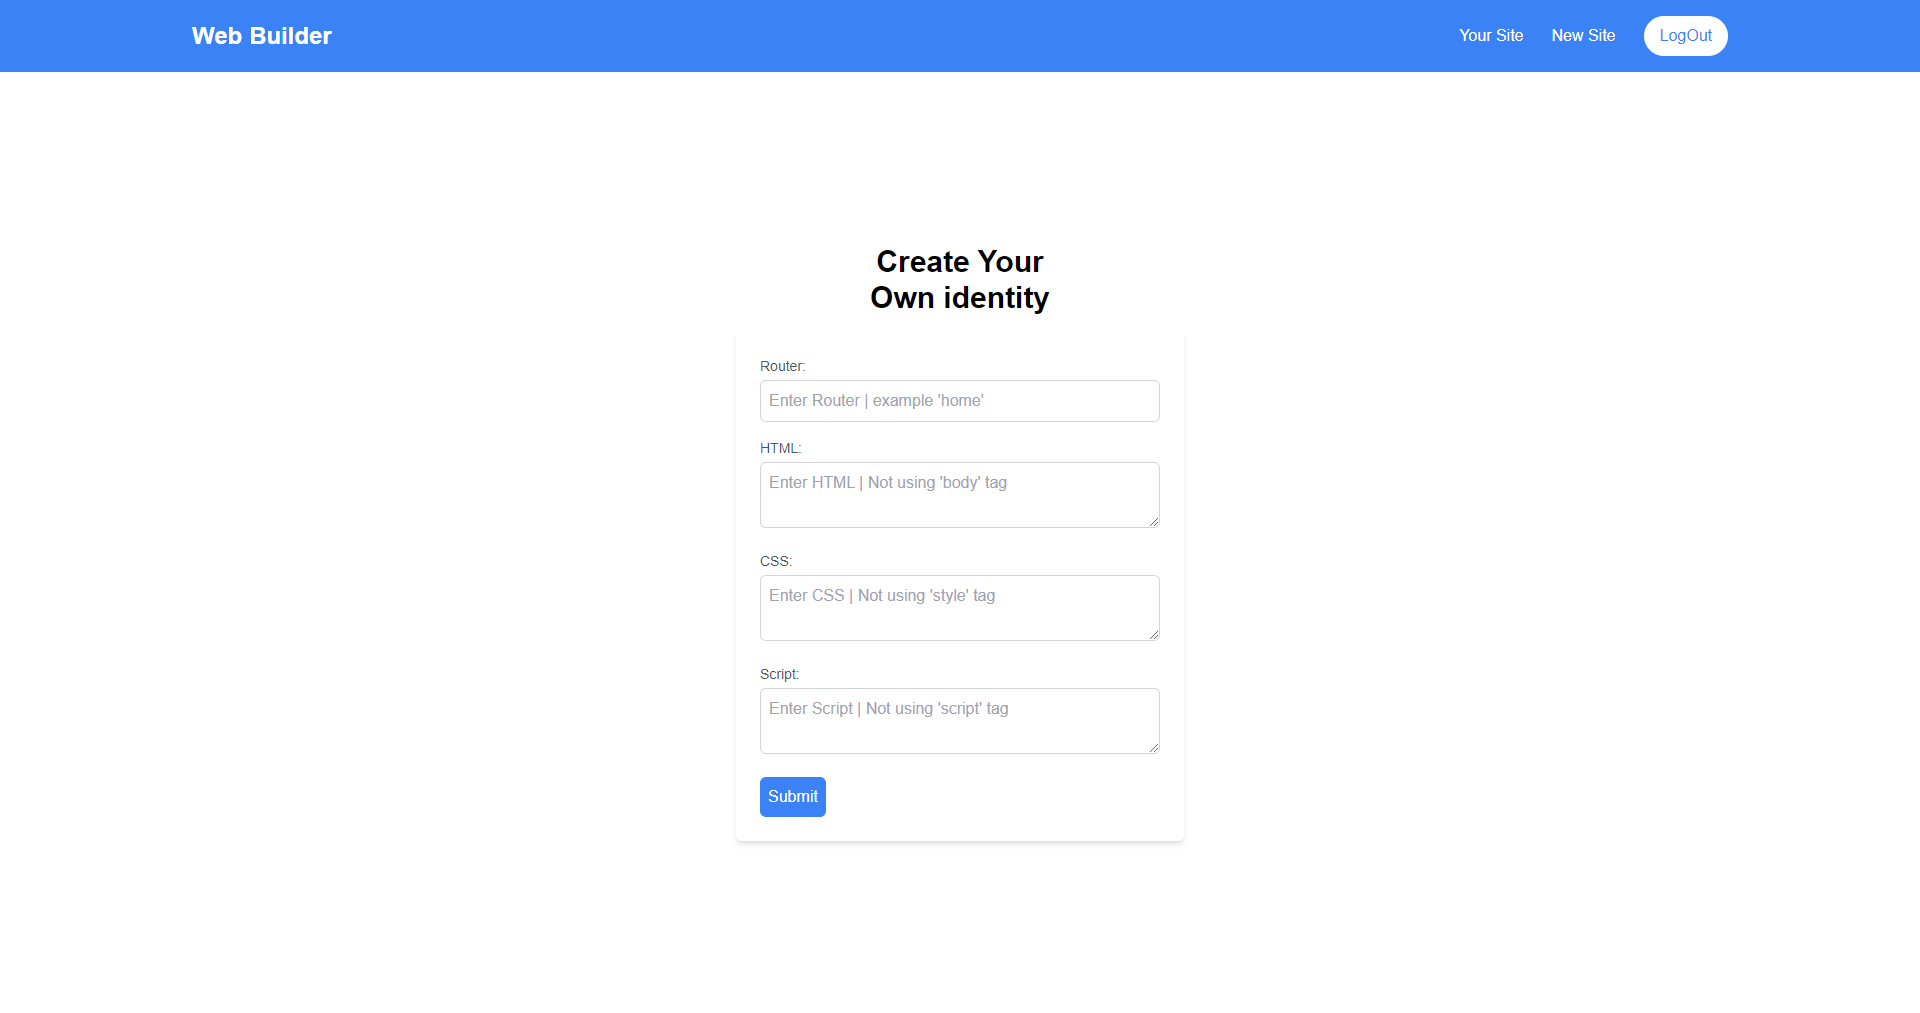 Web Builder
Your Site
New Site
LogOut
Create Your
Own identity
Router:
Enter Router | example 'home'
HTML:
Enter HTML | Not using 'body' tag
CSS:
Enter CSS | Not using 'style' tag
Script:
Enter Script | Not using 'script' tag
Submit